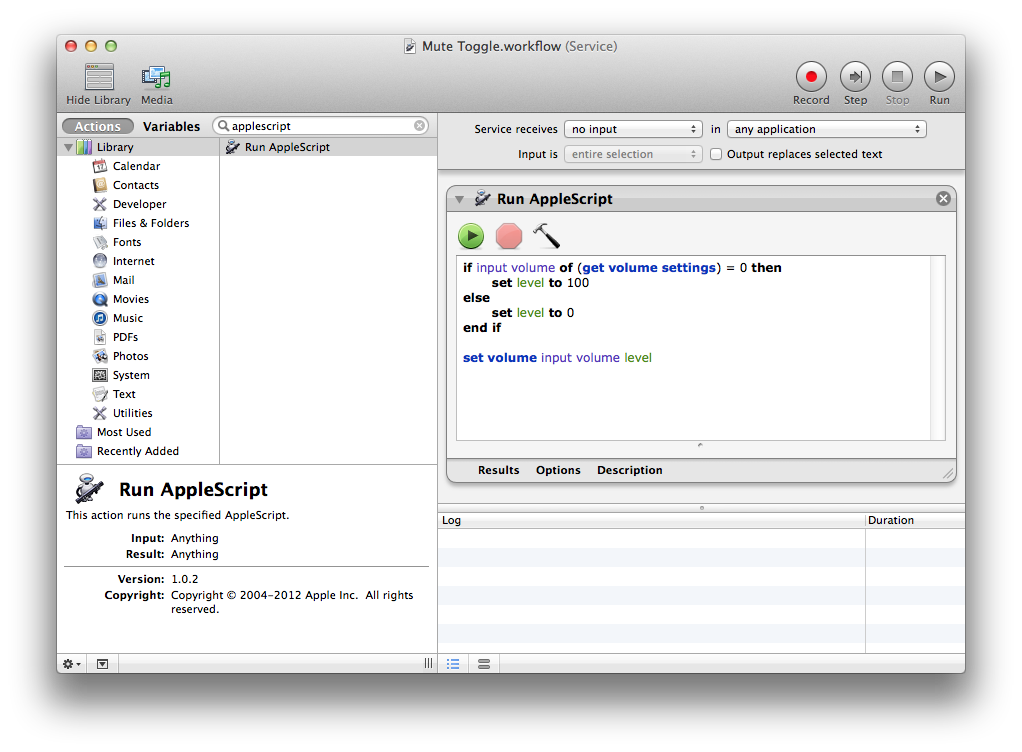 Mute Toggle.workflow (Service)
Hide Library
Media
Record
Step
Stop
Run
Actions
Variables
applescript
Library
Calendar
Contacts
Developer
Files & Folders
Fonts
Internet
Mail
Movies
Music
PDFs
Photos
System
Text
Utilities
Most Used
Recently Added
Run AppleScript
Run AppleScript
This action runs the specified AppleScript.
Input: Anything
Result: Anything
Version: 1.0.2
Copyright: Copyright © 2004-2012 Apple Inc. All rights
reserved.
Service receives no input in any application
Input is entire selection Output replaces selected text
Run AppleScript
if input volume of (get volume settings) = 0 then
set level to 100
else
set level to 0
end if
set volume input volume level
Results Options Description
Log Duration